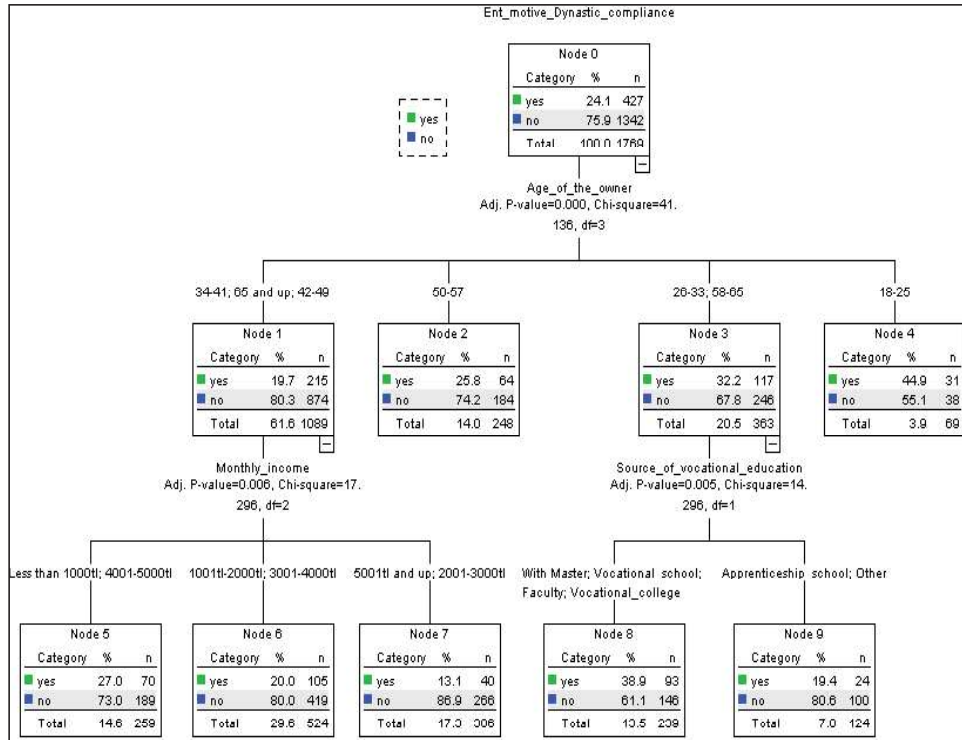 Ent_motive_Dynastic_compliance
Node 0
Category % n
yes 24.1 427
no 75.9 1342
Total 100.0 1769
yes
no
Age_of_the_owner
Adj. P-value=0.000, Chi-square=41.
136, df=3
34-41; 65 and up; 42-49
50-57
26-33; 58-65
18-25
Node 1
Category % n
yes 19.7 215
no 80.3 874
Total 61.6 1089
Node 2
Category % n
yes 25.8 64
no 74.2 184
Total 14.0 248
Node 3
Category % n
yes 32.2 117
no 67.8 246
Total 20.5 363
Node 4
Category % n
yes 44.9 31
no 55.1 38
Total 3.9 69
Monthly_income
Adj. P-value=0.006, Chi-square=17.
296, df=2
Source_of_vocational_education
Adj. P-value=0.005, Chi-square=14.
296, df=1
Less than 1000tl; 4001-5000tl
1001tl-2000tl; 3001-4000tl
5001tl and up; 2001-3000tl
With Master; Vocational school;
Faculty; Vocational_college
Apprenticeship_school; Other
Node 5
Category % n
yes 27.0 70
no 73.0 189
Total 14.6 259
Node 6
Category % n
yes 20.0 105
no 80.0 419
Total 29.6 524
Node 7
Category % n
yes 13.1 40
no 86.9 266
Total 17.3 306
Node 8
Category % n
yes 38.9 93
no 61.1 146
Total 13.5 239
Node 9
Category % n
yes 19.4 24
no 80.6 100
Total 7.0 124